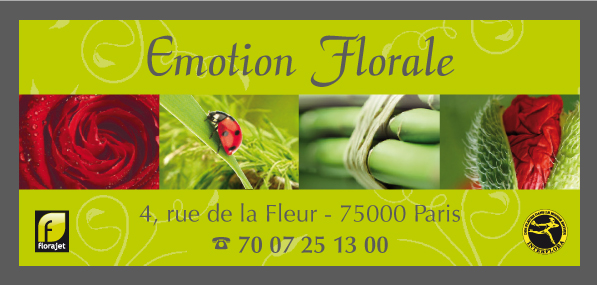 Emotion Florale
4, rue de la Fleur - 75000 Paris
☎ 70 07 25 13 00
florajet
INTERFLORA